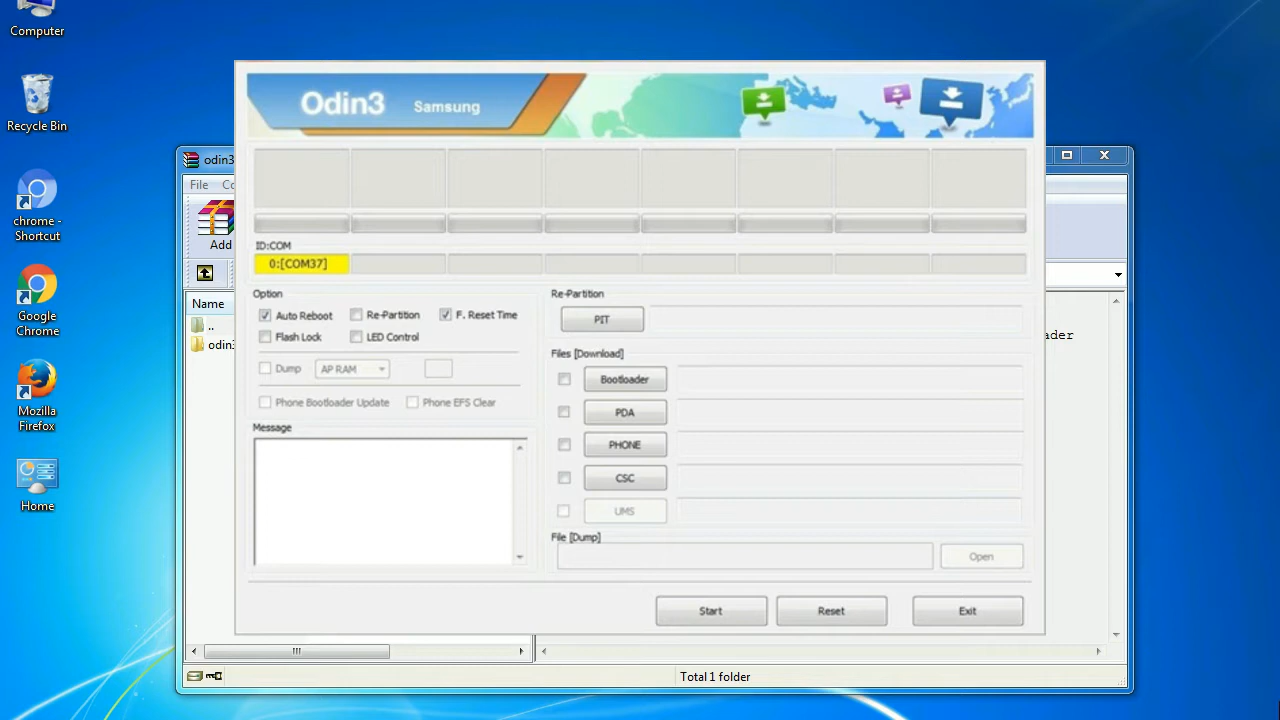 Computer
Recycle Bin
chrome -
Shortcut
Google
Chrome
Mozilla
Firefox
Home
odin3
File Co
Add
Name
..
odin3
ader
Total 1 folder
Odin3 Samsung
ID:COM
0:[COM37]
Option
Auto Reboot Re-Partition F. Reset Time
Flash Lock LED Control
Dump AP RAM
Phone Bootloader Update Phone EFS Clear
Message
Re-Partition
PIT
Files [Download]
Bootloader
PDA
PHONE
CSC
UMS
File [Dump]
Open
Start Reset Exit